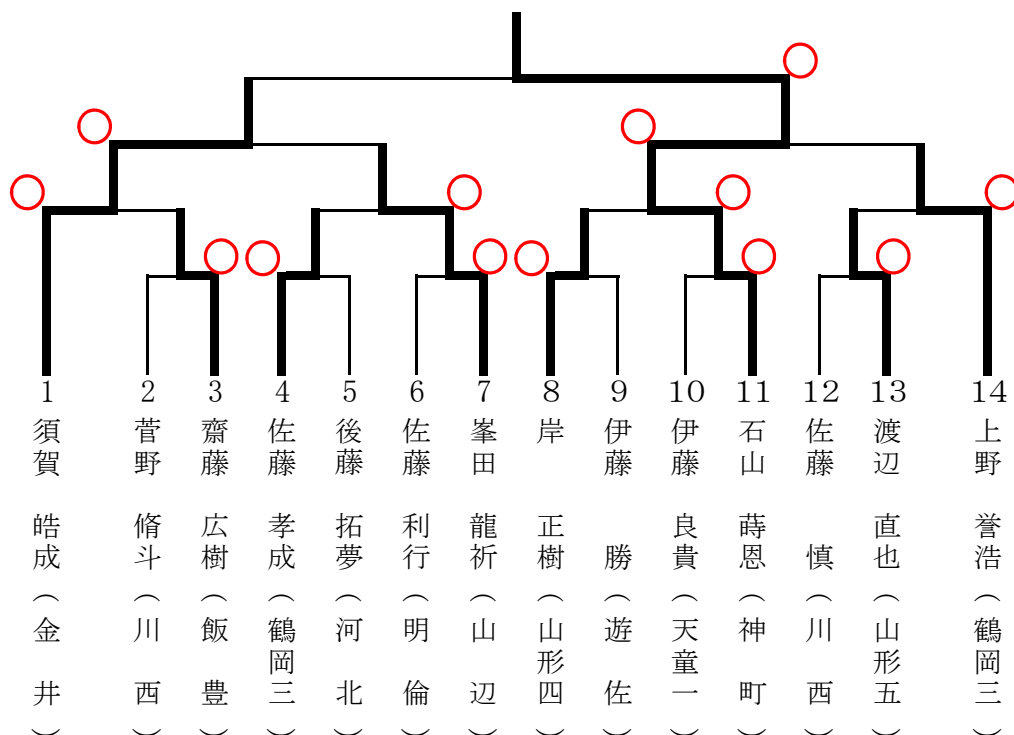 1 須賀 皓成(金井)
2 菅野 脩斗(川西)
3 齋藤 広樹(飯豊)
4 佐藤 孝成(鶴岡三)
5 後藤 拓夢(河北)
6 佐藤 利行(明倫)
7 峯田 龍祈(山辺)
8 岸 正樹(山形四)
9 伊藤 勝(遊佐)
10 伊藤 良貴(天童一)
11 石山 蒔恩(神町)
12 佐藤 慎(川西)
13 渡辺 直也(山形五)
14 上野 誉浩(鶴岡三)